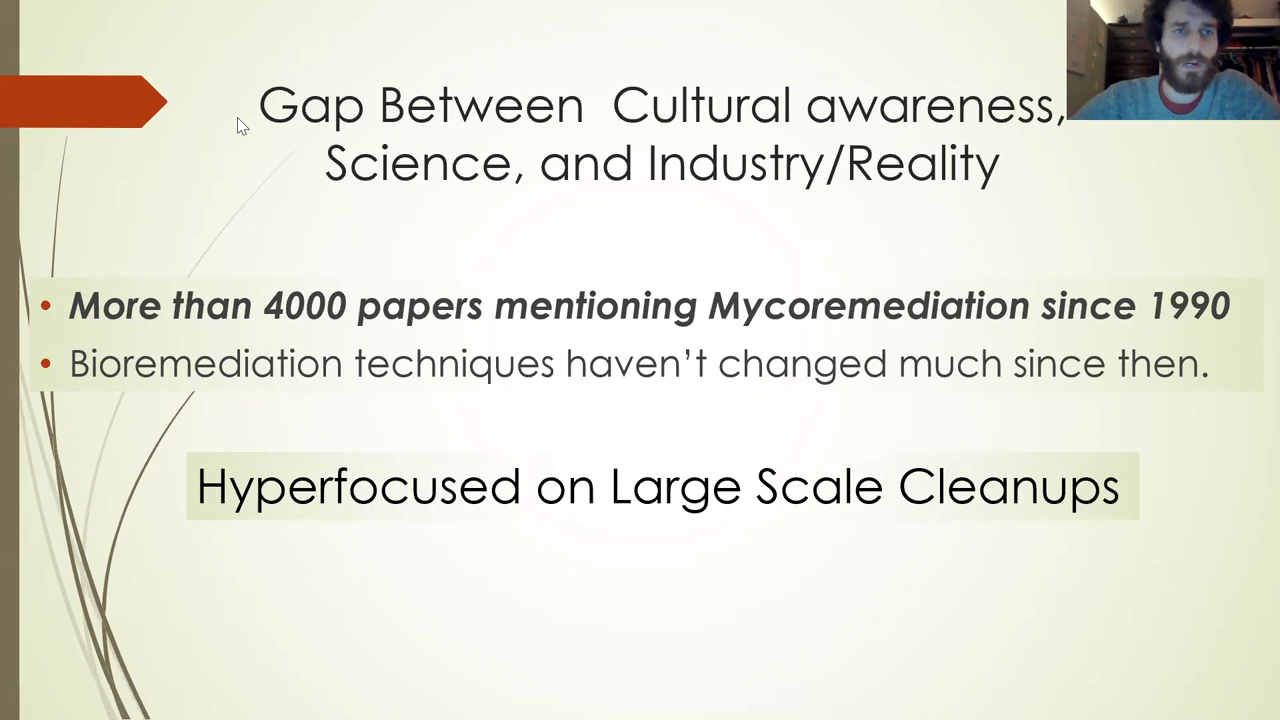 Gap Between  Cultural awareness,
Science, and Industry/Reality
• More than 4000 papers mentioning Mycoremediation since 1990
• Bioremediation techniques haven’t changed much since then.
Hyperfocused on Large Scale Cleanups